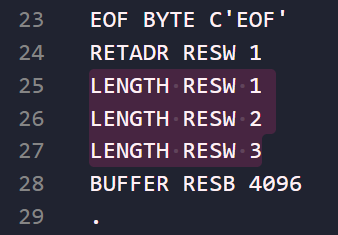 23 EOF BYTE C'EOF'
24 RETADR RESW 1
25 LENGTH·RESW·1
26 LENGTH·RESW·2
27 LENGTH·RESW·3
28 BUFFER RESB 4096
29 .